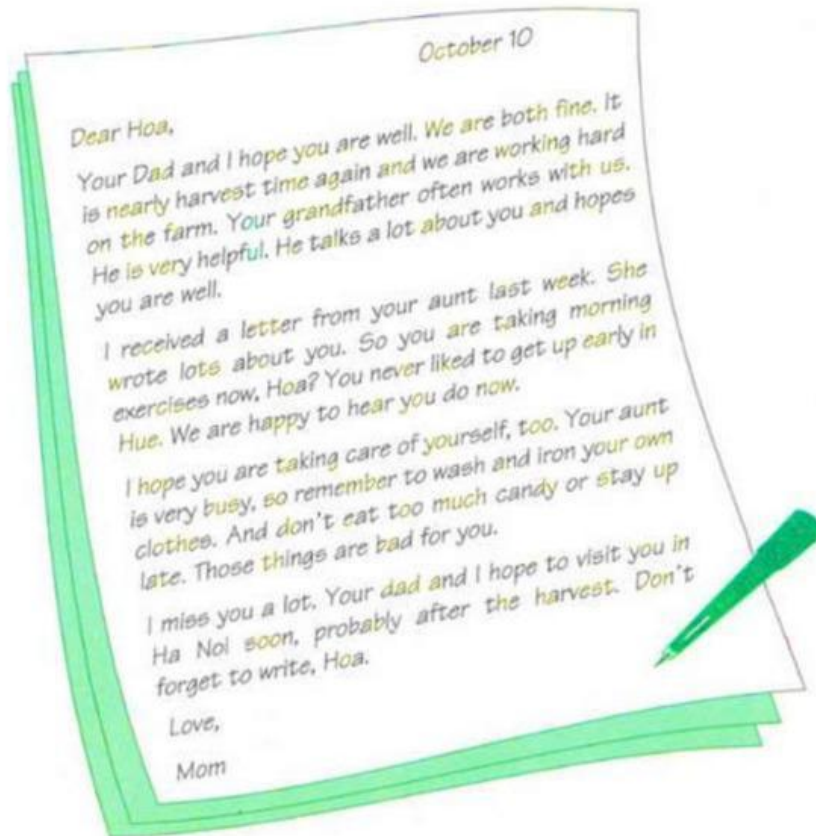 October 10
Dear Hoa,
Your Dad and I hope you are well. We are both fine. It
is nearly harvest time again and we are working hard
on the farm. Your grandfather often works with us.
He is very helpful. He talks a lot about you and hopes
you are well.
I received a letter from your aunt last week. She
wrote lots about you. So you are taking morning
exercises now, Hoa? You never liked to get up early in
Hue. We are happy to hear you do now.
I hope you are taking care of yourself, too. Your aunt
is very busy, so remember to wash and iron your own
clothes. And don't eat too much candy or stay up
late. Those things are bad for you.
I miss you a lot. Your dad and I hope to visit you in
Ha Noi soon, probably after the harvest. Don't
forget to write, Hoa.
Love,
Mom